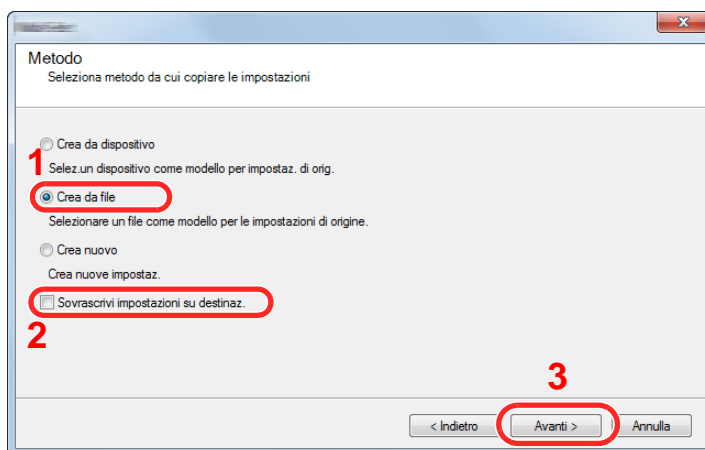 Metodo
Seleziona metodo da cui copiare le impostazioni
Crea da dispositivo
1
Selez.un dispositivo come modello per impostaz. di orig.
Crea da file
Selezionare un file come modello per le impostazioni di origine.
Crea nuovo
Crea nuove impostaz.
Sovrascrivi impostazioni su destinaz.
2
3
< Indietro
Avanti >
Annulla